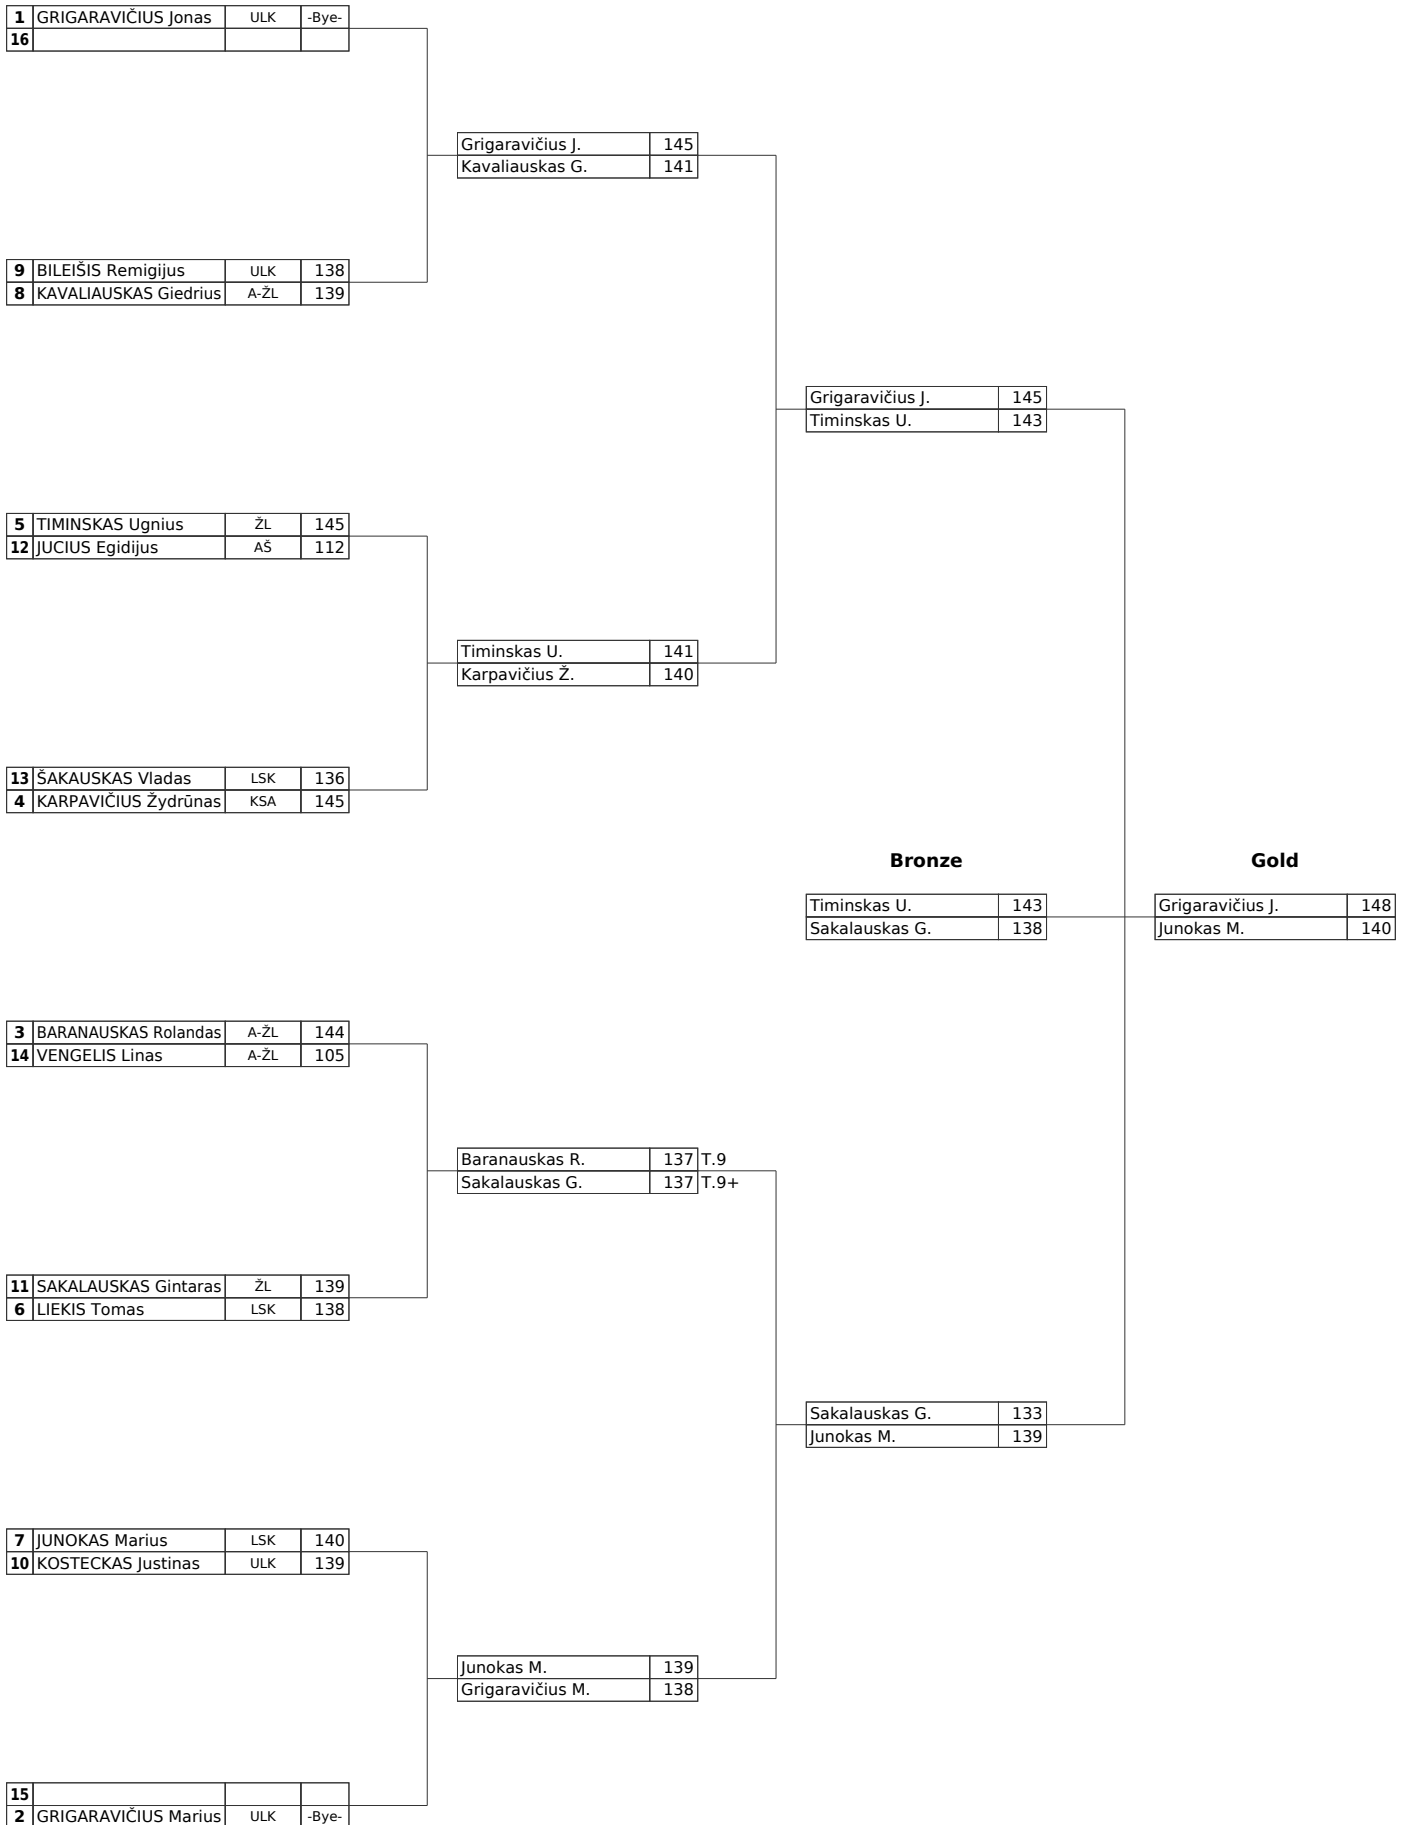 1 GRIGARAVIČIUS Jonas ULK -Bye-
16
Grigaravičius J. 145
Kavaliauskas G. 141
9 BILEIŠIS Remigijus ULK 138
8 KAVALIAUSKAS Giedrius A-ŽL 139
Grigaravičius J. 145
Timinskas U. 143
5 TIMINSKAS Ugnius ŽL 145
12 JUCIUS Egidijus AŠ 112
Timinskas U. 141
Karpavičius Ž. 140
13 ŠAKAUSKAS Vladas LSK 136
4 KARPAVIČIUS Žydrūnas KSA 145
Bronze Gold
Timinskas U. 143 Grigaravičius J. 148
Sakalauskas G. 138 Junokas M. 140
3 BARANAUSKAS Rolandas A-ŽL 144
14 VENGELIS Linas A-ŽL 105
Baranauskas R. 137 T.9
Sakalauskas G. 137 T.9+
11 SAKALAUSKAS Gintaras ŽL 139
6 LIEKIS Tomas LSK 138
Sakalauskas G. 133
Junokas M. 139
7 JUNOKAS Marius LSK 140
10 KOSTECKAS Justinas ULK 139
Junokas M. 139
Grigaravičius M. 138
15
2 GRIGARAVIČIUS Marius ULK -Bye-